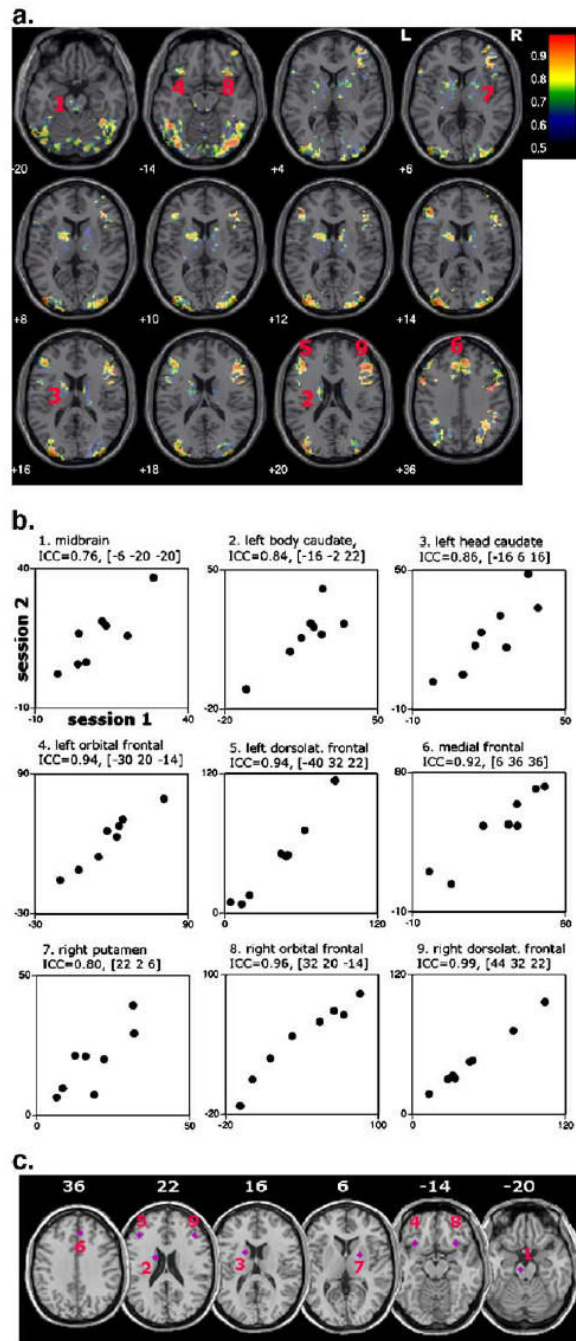 a.
L R
1 4 8 7
0.9
0.8
0.7
0.6
0.5
-20 -14 +4 +6
+8 +10 +12 +14
3 5 9 2 6
+16 +18 +20 +36
b.
1. midbrain
ICC=0.76, [-6 -20 -20]
40
session 2
-10
-10 session 1 40
2. left body caudate,
ICC=0.84, [-16 -2 22]
50
-20
-20 50
3. left head caudate
ICC=0.86, [-16 6 16]
50
-10
-10 50
4. left orbital frontal
ICC=0.94, [-30 20 -14]
90
-30
-30 90
5. left dorsolat. frontal
ICC=0.94, [-40 32 22]
120
0
0 120
6. medial frontal
ICC=0.92, [6 36 36]
80
-10
-10 80
7. right putamen
ICC=0.80, [22 2 6]
50
0
0 50
8. right orbital frontal
ICC=0.96, [32 20 -14]
100
-20
-20 100
9. right dorsolat. frontal
ICC=0.99, [44 32 22]
120
0
0 120
c.
36 22 16 6 -14 -20
6 5 9 2 3 7 4 8 1